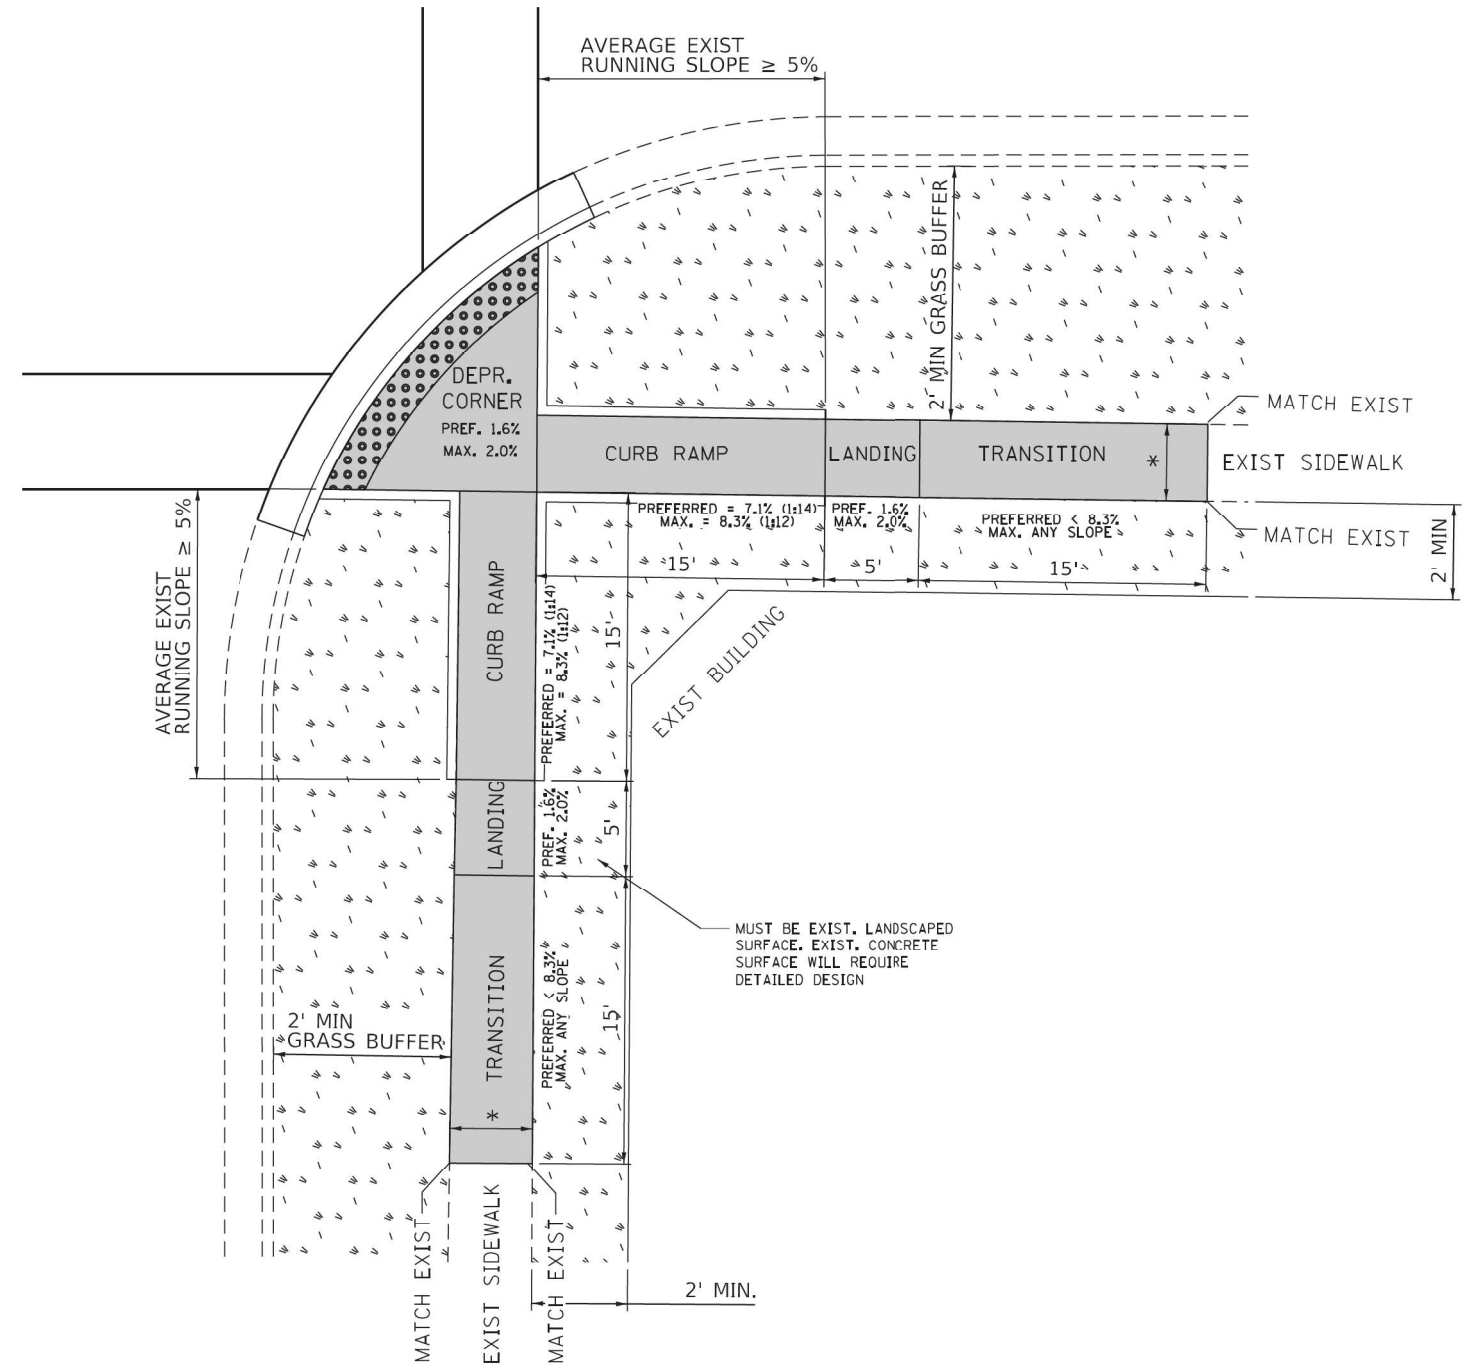 AVERAGE EXIST
RUNNING SLOPE ≥ 5%
2' MIN GRASS BUFFER
DEPR.
CORNER
PREF. 1.6%
MAX. 2.0%
CURB RAMP
LANDING
TRANSITION
*
MATCH EXIST
EXIST SIDEWALK
MATCH EXIST
2' MIN
PREFERRED = 7.1% (1:14)
MAX. = 8.3% (1:12)
PREF. 1.6%
MAX. 2.0%
PREFERRED < 8.3%
MAX. ANY SLOPE
15'
5'
15'
AVERAGE EXIST
RUNNING SLOPE ≥ 5%
CURB RAMP
PREFERRED = 7.1% (1:14)
MAX. = 8.3% (1:12)
15'
EXIST BUILDING
LANDING
PREF. 1.6%
MAX. 2.0%
5'
MUST BE EXIST. LANDSCAPED
SURFACE. EXIST. CONCRETE
SURFACE WILL REQUIRE
DETAILED DESIGN
TRANSITION
PREFERRED < 8.3%
MAX. ANY SLOPE
15'
2' MIN
GRASS BUFFER
*
MATCH EXIST
EXIST SIDEWALK
MATCH EXIST
2' MIN.